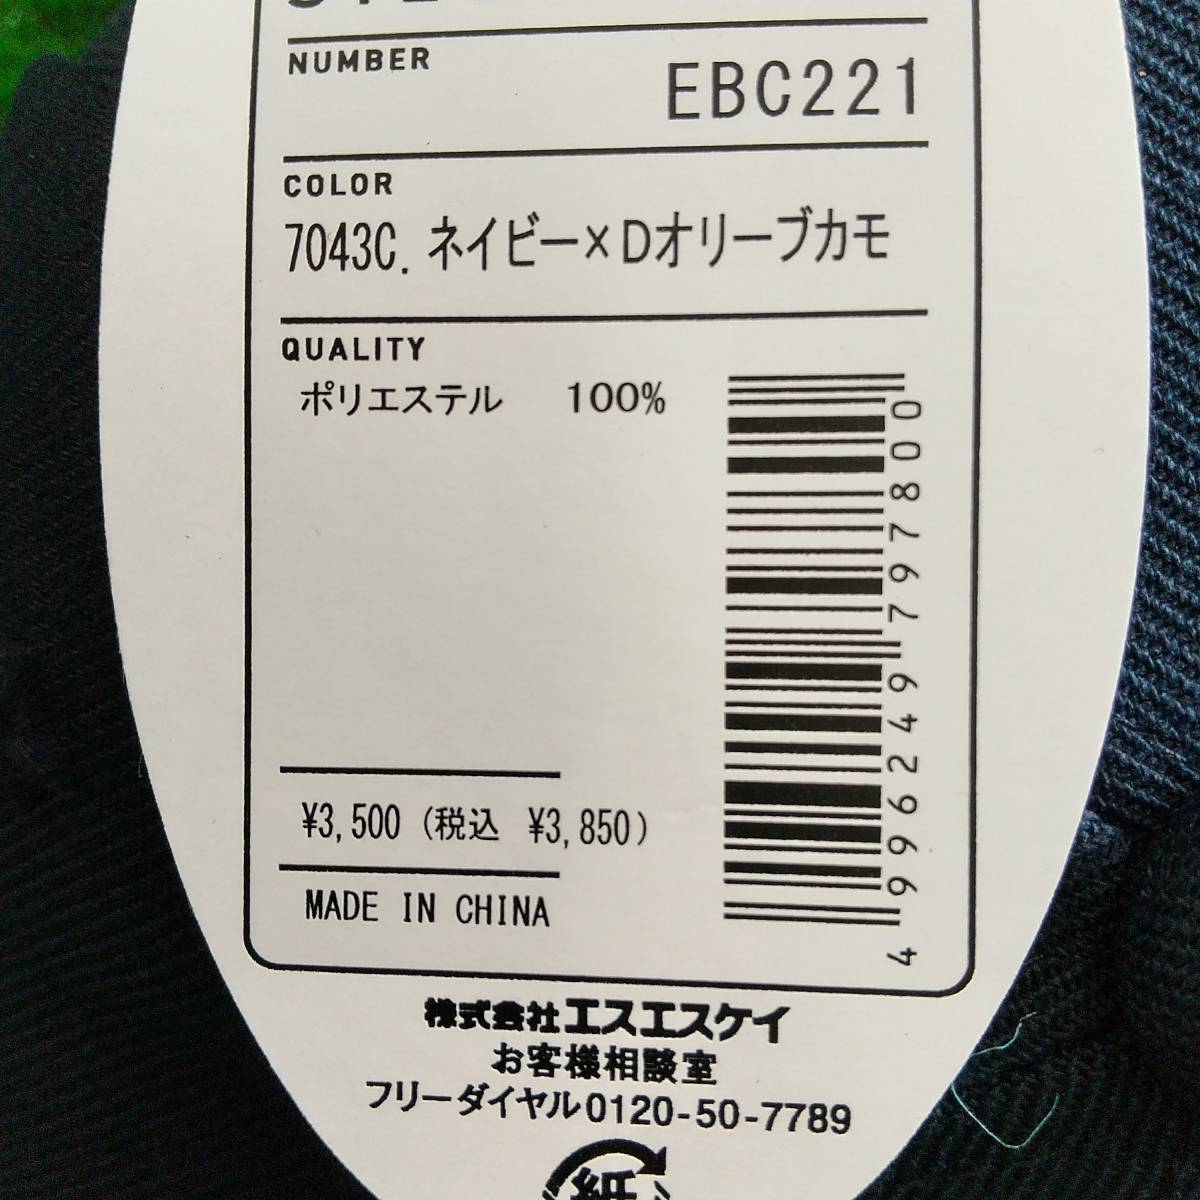 NUMBER
EBC221
COLOR
7043C. ネイビー×Dオリーブカモ
QUALITY
ポリエステル 100%
4996249797800
¥3,500 (税込 ¥3,850)
MADE IN CHINA
株式会社エスエスケイ
お客様相談室
フリーダイヤル0120-50-7789
紙